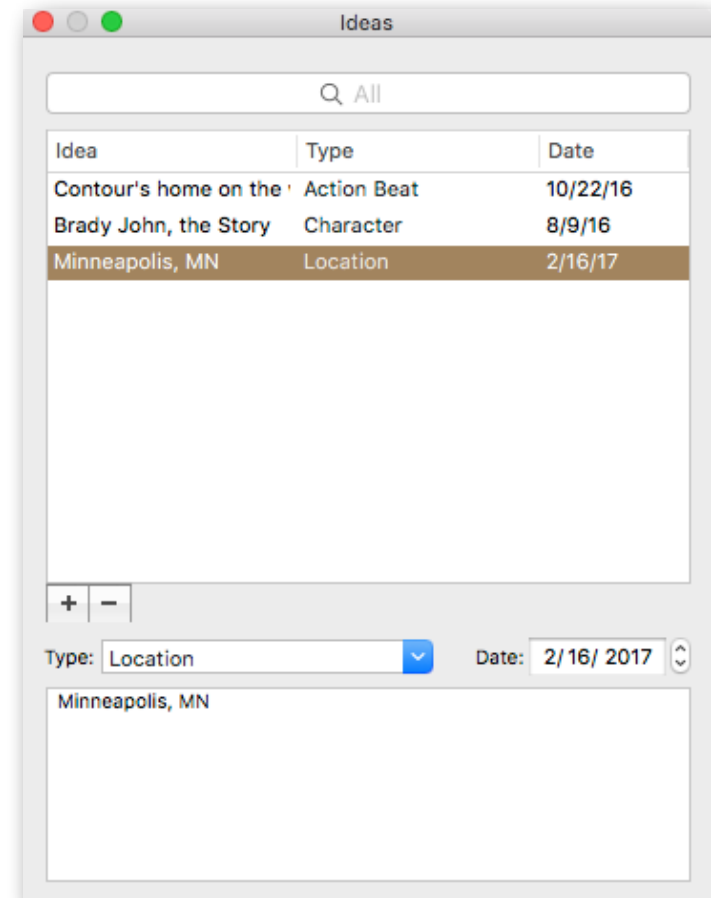 Ideas
All
Idea Type Date
Contour's home on the Action Beat 10/22/16
Brady John, the Story Character 8/9/16
Minneapolis, MN Location 2/16/17
+ −
Type: Location Date: 2/16/2017
Minneapolis, MN